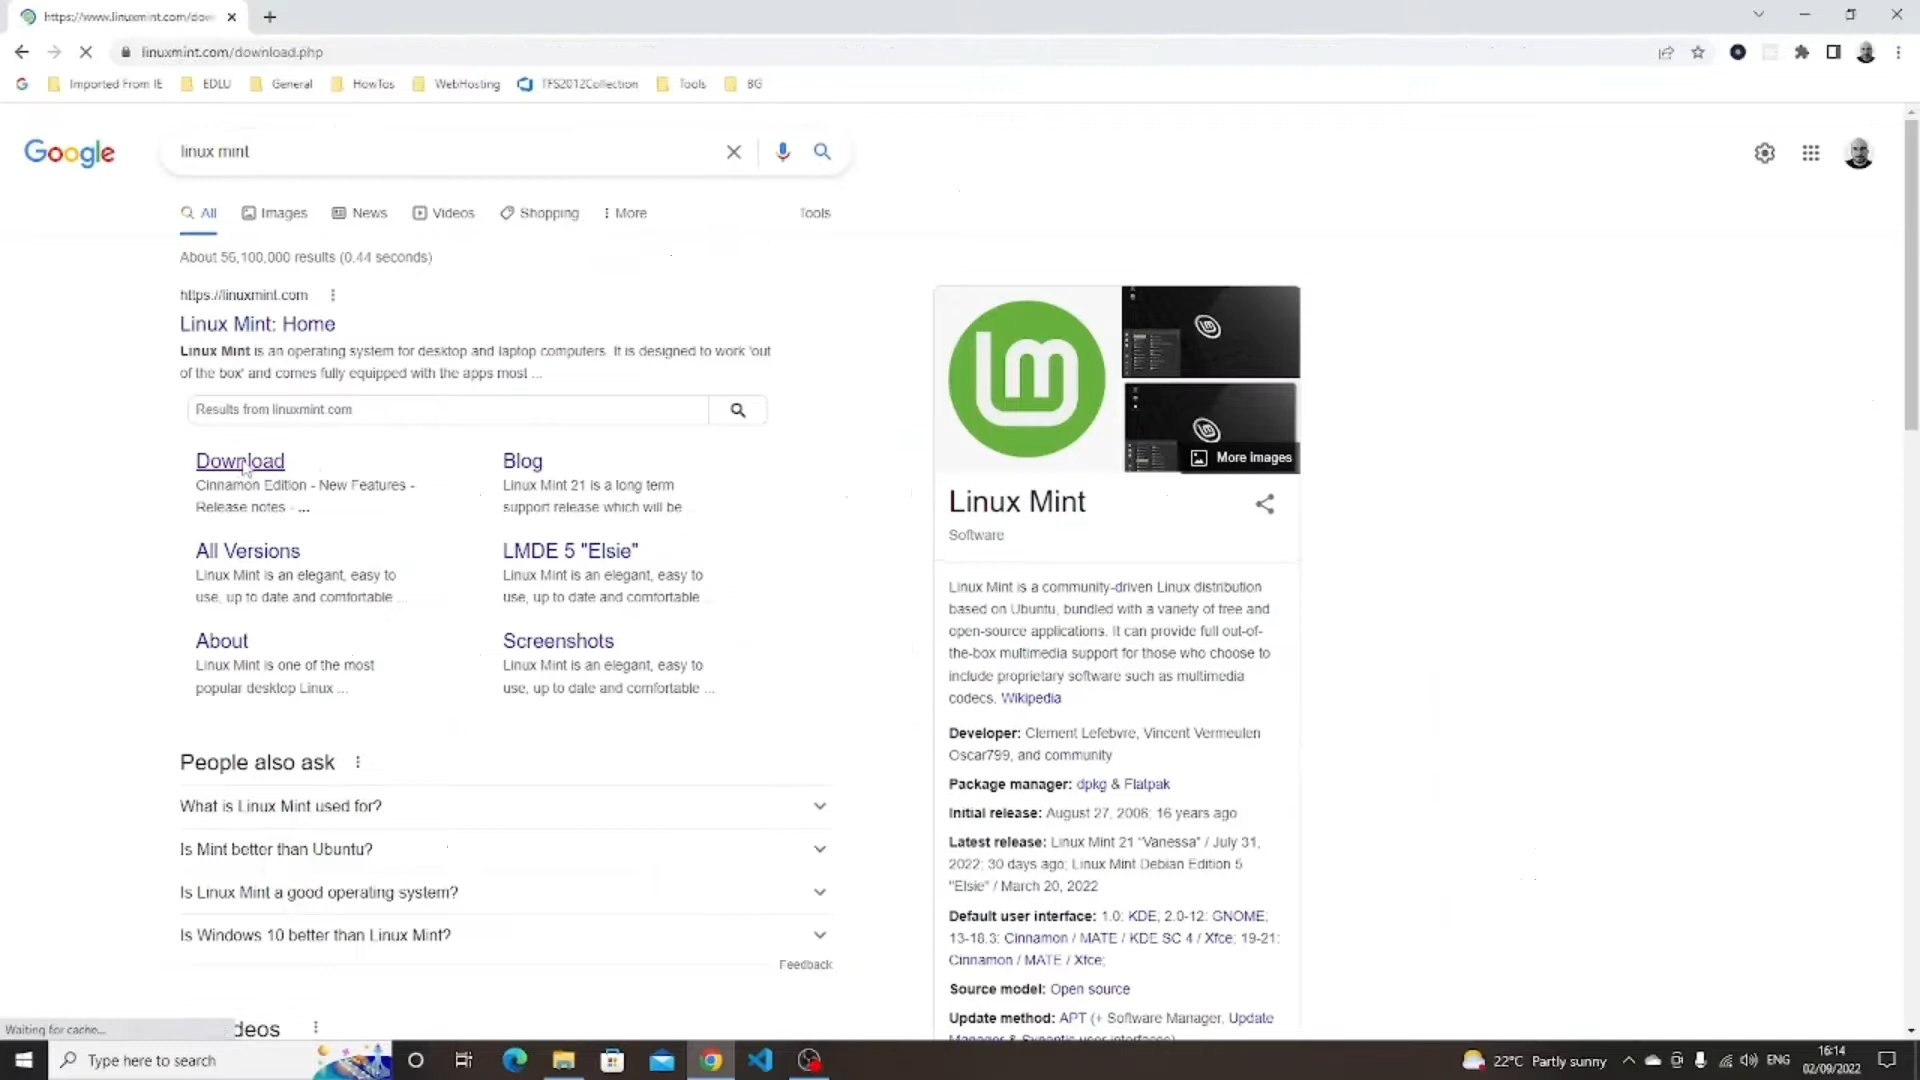 https://www.linuxmint.com/dow
linuxmint.com/download.php
Imported From IE
EDLU
General
HowTos
WebHosting
TFS2012Collection
Tools
BG
Google
linux mint
All
Images
News
Videos
Shopping
More
Tools
About 56,100,000 results (0.44 seconds)
https://linuxmint.com
Linux Mint: Home
Linux Mint is an operating system for desktop and laptop computers. It is designed to work 'out
of the box' and comes fully equipped with the apps most ...
Results from linuxmint.com
Download
Cinnamon Edition - New Features -
Release notes - ...
Blog
Linux Mint 21 is a long term
support release which will be
All Versions
Linux Mint is an elegant, easy to
use, up to date and comfortable ...
LMDE 5 "Elsie"
Linux Mint is an elegant, easy to
use, up to date and comfortable ...
About
Linux Mint is one of the most
popular desktop Linux ...
Screenshots
Linux Mint is an elegant, easy to
use, up to date and comfortable ...
People also ask
What is Linux Mint used for?
Is Mint better than Ubuntu?
Is Linux Mint a good operating system?
Is Windows 10 better than Linux Mint?
Feedback
deos
More Images
Linux Mint
Software
Linux Mint is a community-driven Linux distribution
based on Ubuntu, bundled with a variety of free and
open-source applications. It can provide full out-of-
the-box multimedia support for those who choose to
include proprietary software such as multimedia
codecs. Wikipedia
Developer: Clement Lefebvre, Vincent Vermeulen
Oscar799, and community
Package manager: dpkg & Flatpak
Initial release: August 27, 2006; 16 years ago
Latest release: Linux Mint 21 "Vanessa" / July 31,
2022; 30 days ago; Linux Mint Debian Edition 5
"Elsie" / March 20, 2022
Default user interface: 1.0: KDE; 2.0-12: GNOME;
13-18.3: Cinnamon / MATE / KDE SC 4 / Xfce; 19-21:
Cinnamon / MATE / Xfce;
Source model: Open source
Update method: APT (+ Software Manager, Update
Manager & Synaptic user interfaces)
Waiting for cache...
Type here to search
22°C Partly sunny
ENG
16:14
02/09/2022